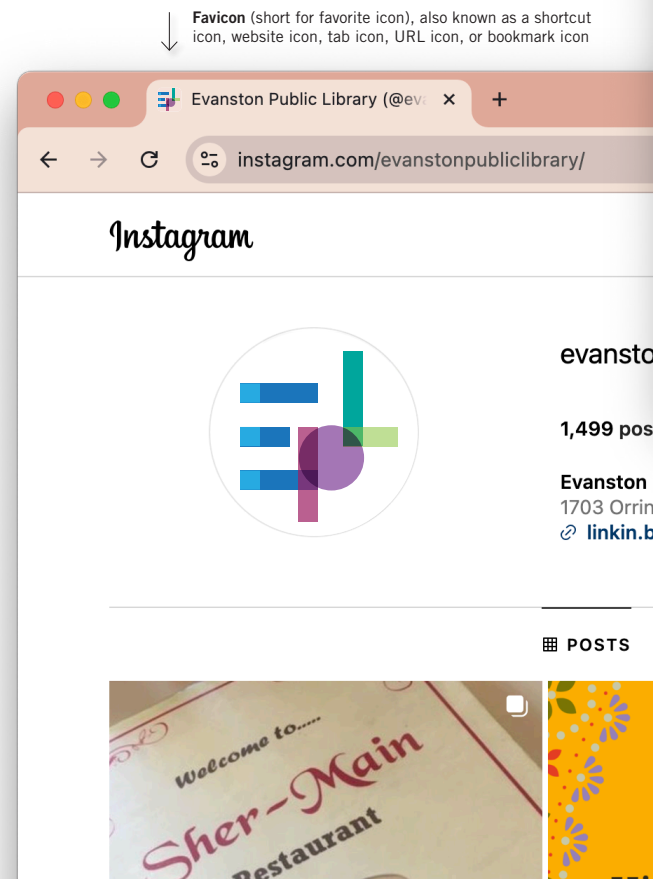 Favicon (short for favorite icon), also known as a shortcut
icon, website icon, tab icon, URL icon, or bookmark icon
Evanston Public Library (@ev
instagram.com/evanstonpubliclibrary/
Instagram
evansto
1,499 pos
Evanston
1703 Orrin
linkin.b
POSTS
Welcome to.....
Sher-Main
Restaurant